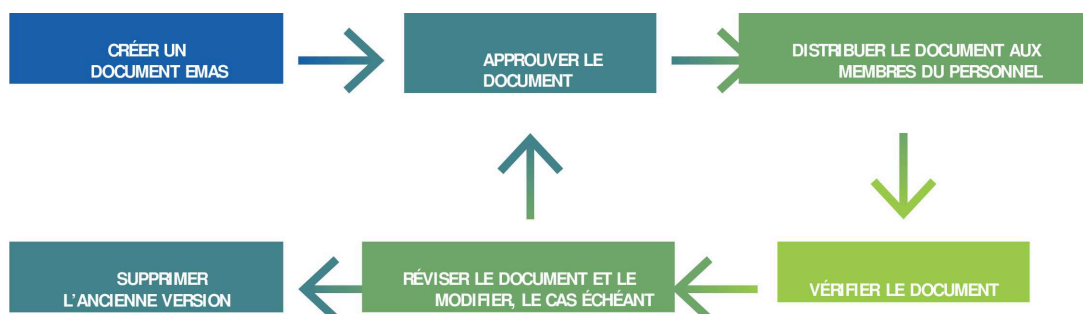 CRÉER UN
DOCUMENT EMAS
APPROUVER LE
DOCUMENT
DISTRIBUER LE DOCUMENT AUX
MEMBRES DU PERSONNEL
SUPPRIMER
L'ANCIENNE VERSION
RÉVISER LE DOCUMENT ET LE
MODIFIER, LE CAS ÉCHÉANT
VÉRIFIER LE DOCUMENT